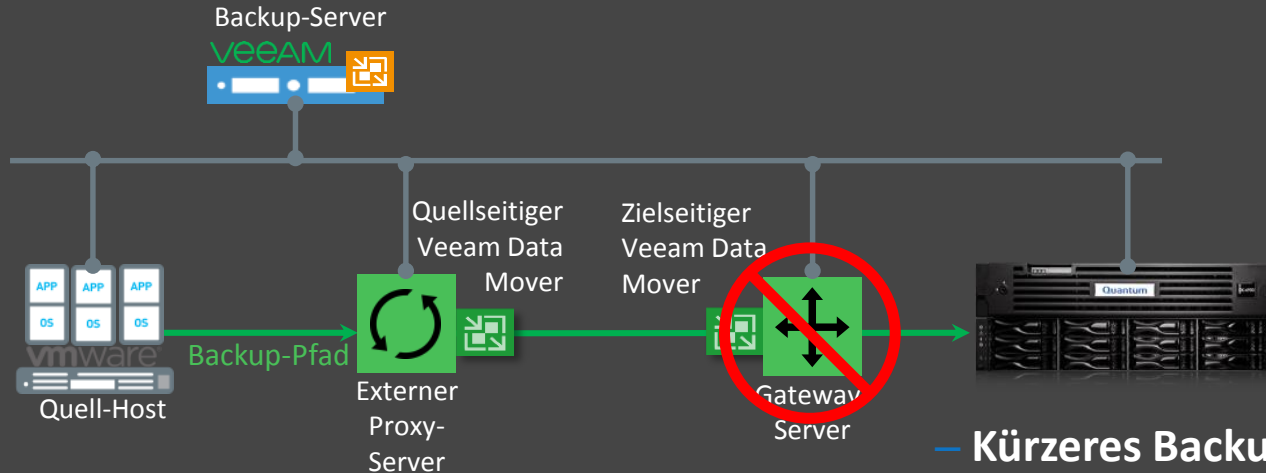 Backup-Server
veeAM
Quellseitiger
Veeam Data
Mover
Zielseitiger
Veeam Data
Mover
APP APP APP
OS OS OS
vmware
Quantum
Backup-Pfad
Quell-Host
Externer
Proxy-
Server
Gateway
Server
– Kürzeres Backu